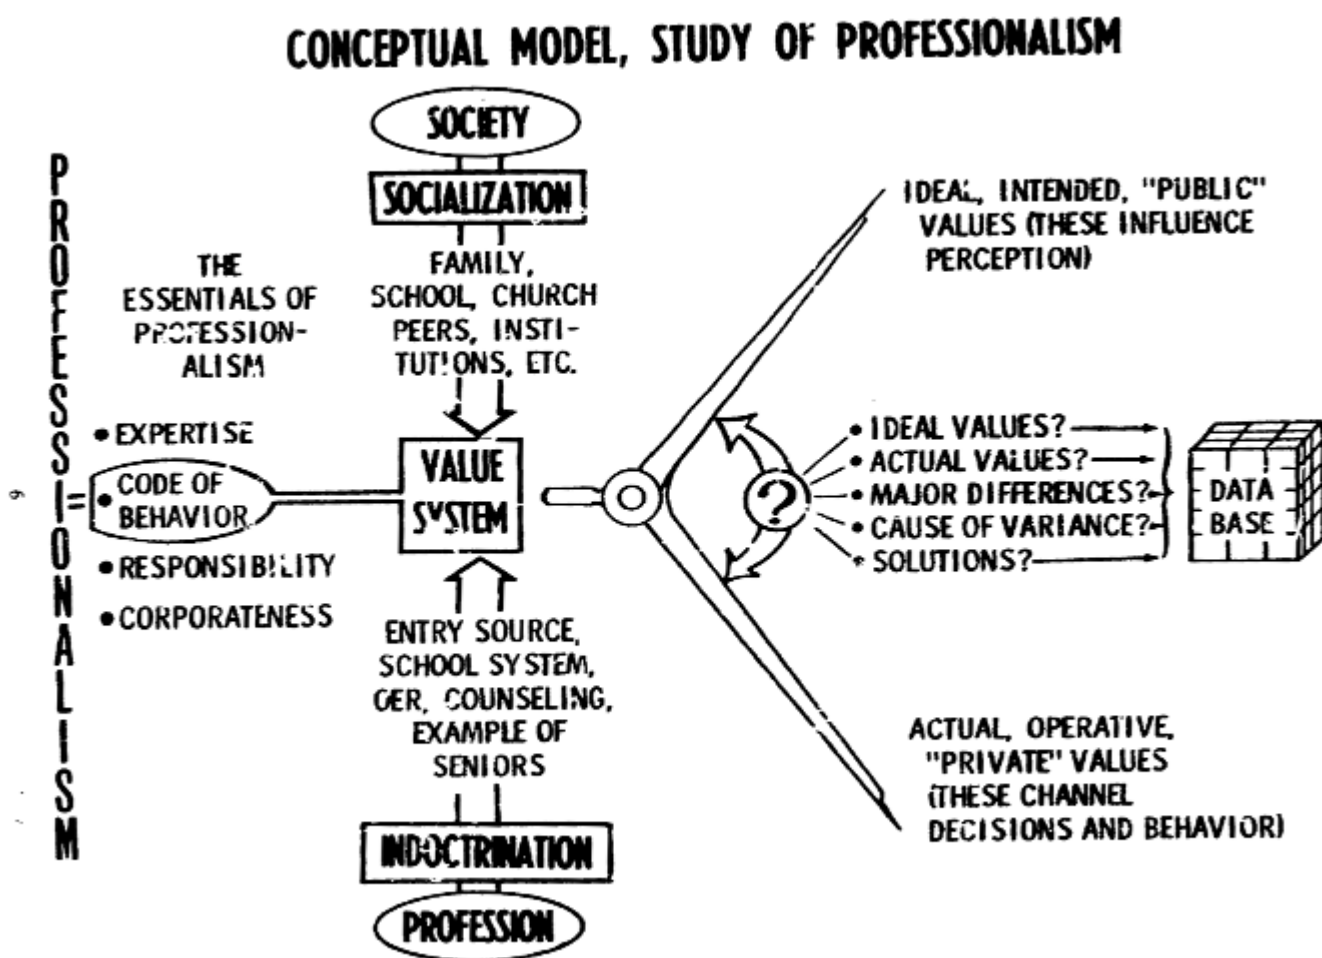 CONCEPTUAL MODEL, STUDY OF PROFESSIONALISM
PROFESSIONALISM
=
THE
ESSENTIALS OF
PROFESSION-
ALISM
• EXPERTISE
• CODE OF
BEHAVIOR
• RESPONSIBILITY
• CORPORATENESS
SOCIETY
SOCIALIZATION
FAMILY,
SCHOOL, CHURCH
PEERS, INSTI-
TUTIONS, ETC.
VALUE
SYSTEM
ENTRY SOURCE,
SCHOOL SYSTEM,
OER, COUNSELING,
EXAMPLE OF
SENIORS
INDOCTRINATION
PROFESSION
IDEAL, INTENDED, "PUBLIC"
VALUES (THESE INFLUENCE
PERCEPTION)
?
• IDEAL VALUES?
• ACTUAL VALUES?
• MAJOR DIFFERENCES?
• CAUSE OF VARIANCE?
• SOLUTIONS?
DATA
BASE
ACTUAL, OPERATIVE,
"PRIVATE" VALUES
(THESE CHANNEL
DECISIONS AND BEHAVIOR)